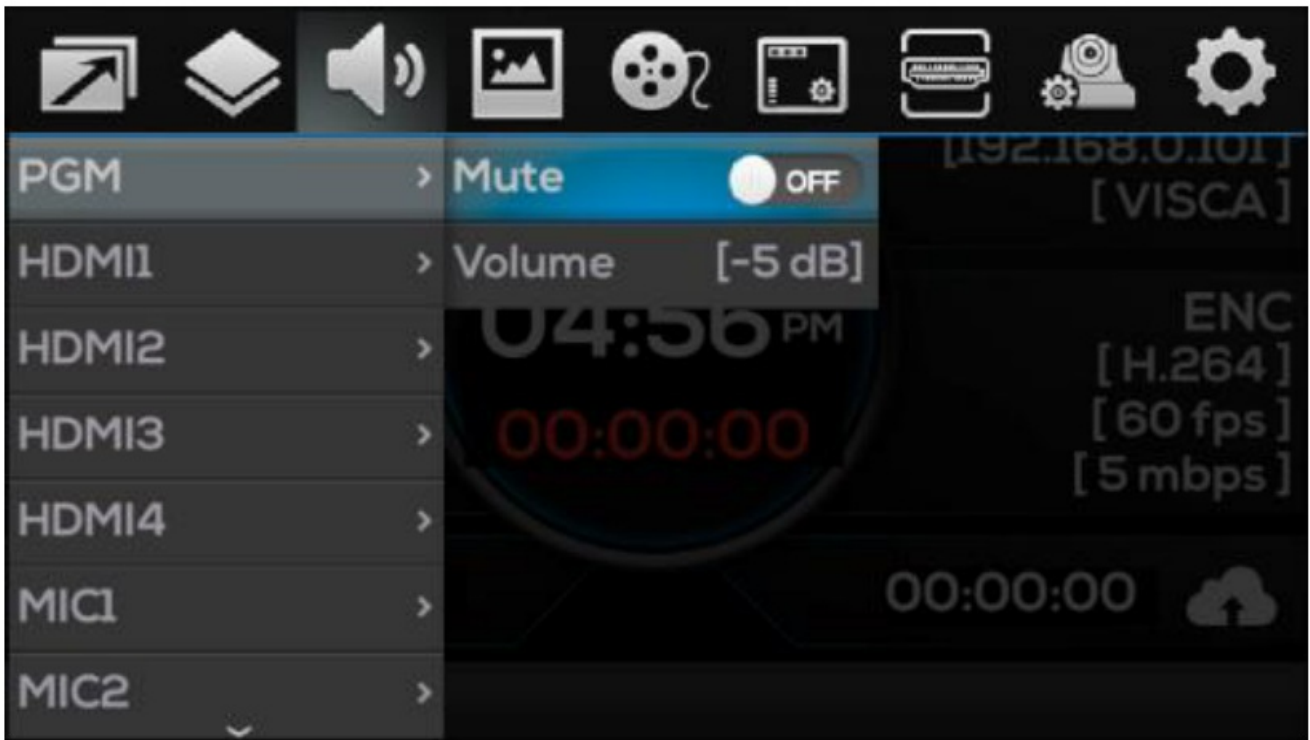 PGM
Mute OFF
Volume [-5 dB]
HDMI1
HDMI2
HDMI3
HDMI4
MIC1
MIC2
04:56 PM
00:00:00
[192.168.0.101]
[ VISCA ]
ENC
[ H.264 ]
[ 60 fps ]
[ 5 mbps ]
00:00:00